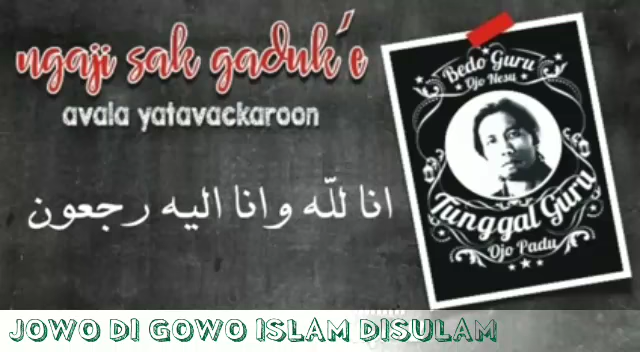 ngaji sak gaduk'e
avala yatavackaroon
انا لله وانا اليه رجعون
Bedo Guru
Ojo Nesu
Tunggal Guru
Ojo Padu
JOWO DI GOWO ISLAM DISULAM